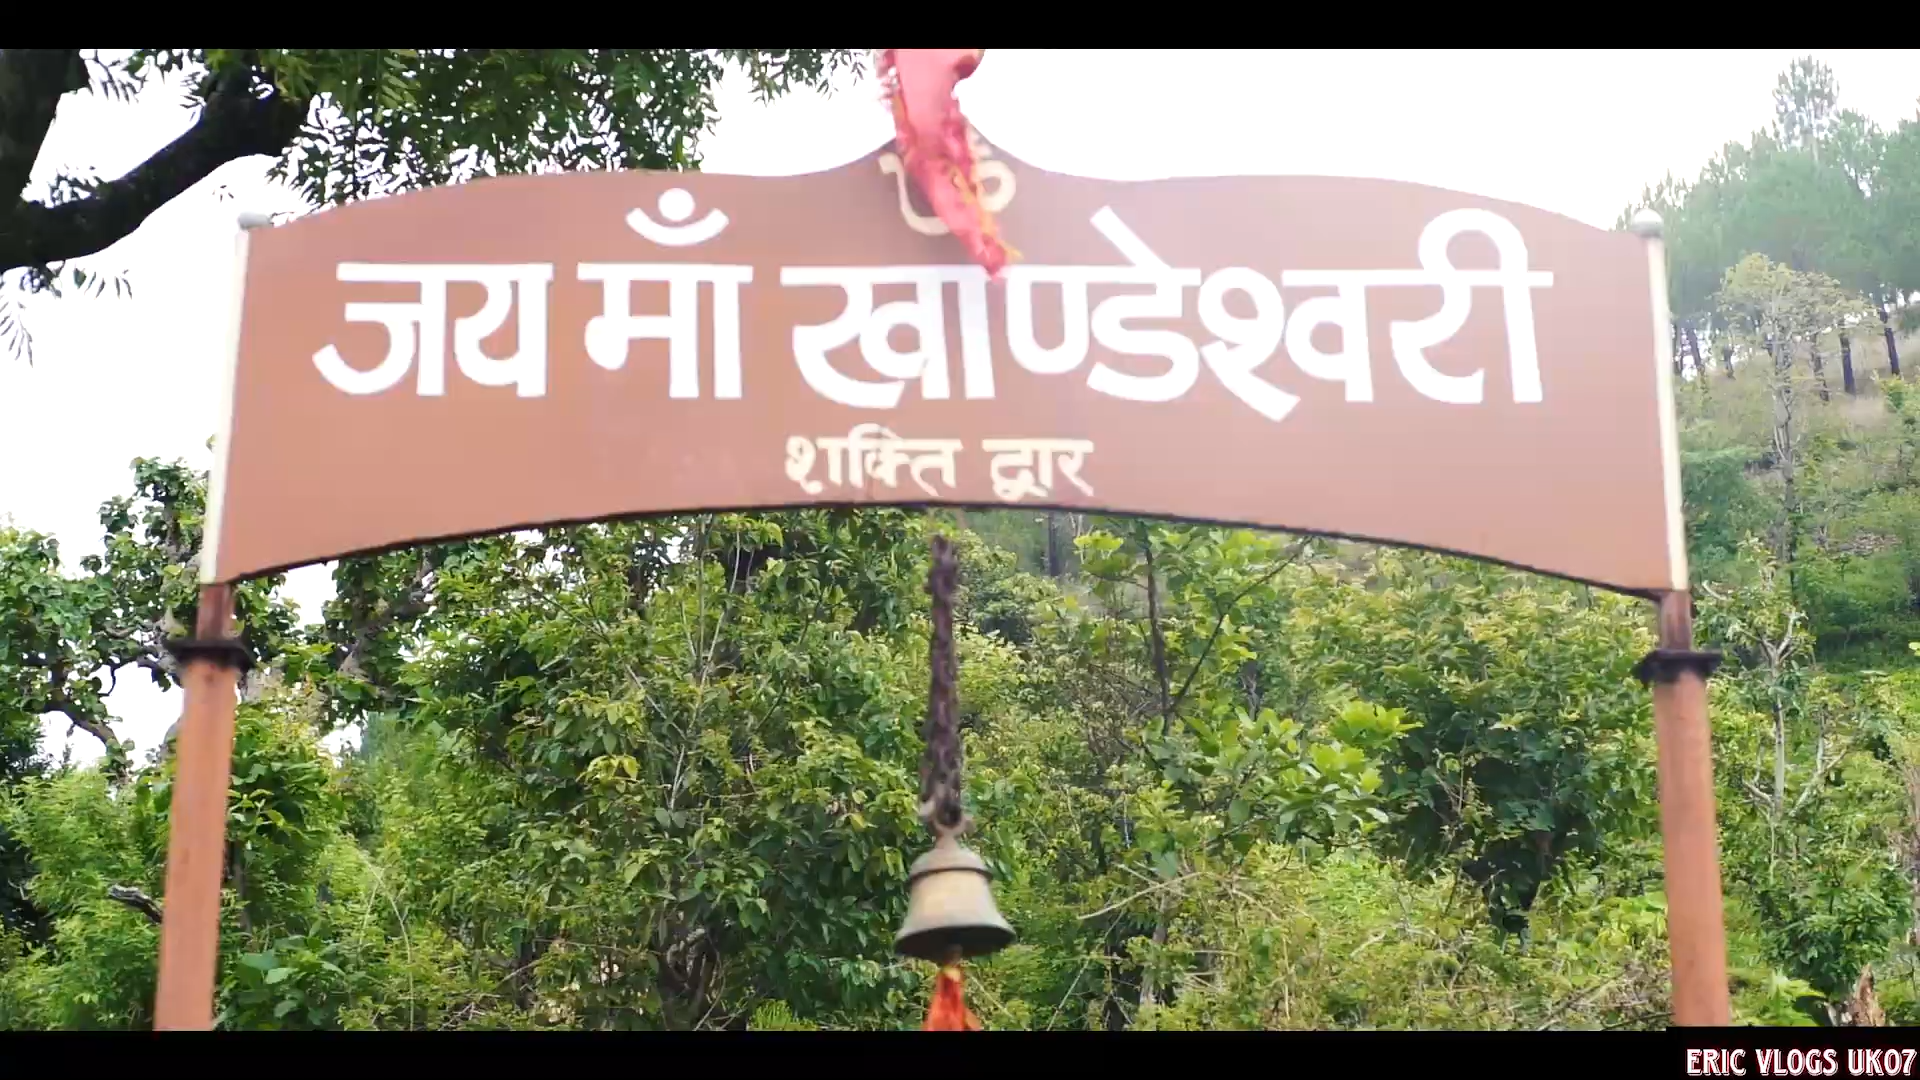 ॐ
जय माँ खाण्डेश्वरी
शक्ति द्वार
ERIC VLOGS UK07